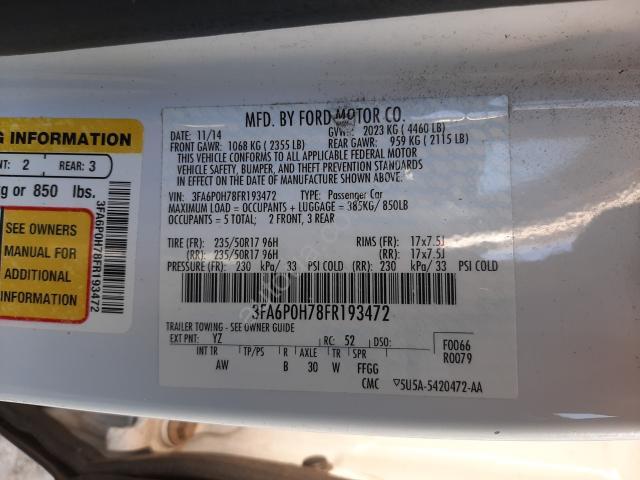 MFD. BY FORD MOTOR CO.
DATE: 11/14 GVWR: 2023 KG ( 4460 LB)
FRONT GAWR: 1068 KG ( 2355 LB) REAR GAWR: 959 KG ( 2115 LB)
THIS VEHICLE CONFORMS TO ALL APPLICABLE FEDERAL MOTOR
VEHICLE SAFETY, BUMPER, AND THEFT PREVENTION STANDARDS
IN EFFECT ON THE DATE OF MANUFACTURE SHOWN ABOVE.
VIN: 3FA6P0H78FR193472 TYPE: Passenger Car
MAXIMUM LOAD = OCCUPANTS + LUGGAGE = 385KG/ 850LB
OCCUPANTS = 5 TOTAL; 2 FRONT, 3 REAR
TIRE (FR): 235/50R17 96H RIMS (FR): 17x7.5J
(RR): 235/50R17 96H (RR): 17x7.5J
PRESSURE (FR): 230 kPa/ 33 PSI COLD (RR): 230 kPa/ 33 PSI COLD
3FA6P0H78FR193472
TRAILER TOWING - SEE OWNER GUIDE
EXT PNT: YZ RC: 52 DSO: F0066
R0079
INT TR TP/PS R AXLE TR SPR
AW B 30 W FFGG
CMC 5U5A-5420472-AA
G INFORMATION
NT: 2 REAR: 3
kg or 850 lbs.
SEE OWNERS
MANUAL FOR
ADDITIONAL
INFORMATION
3FA6P0H78FR193472